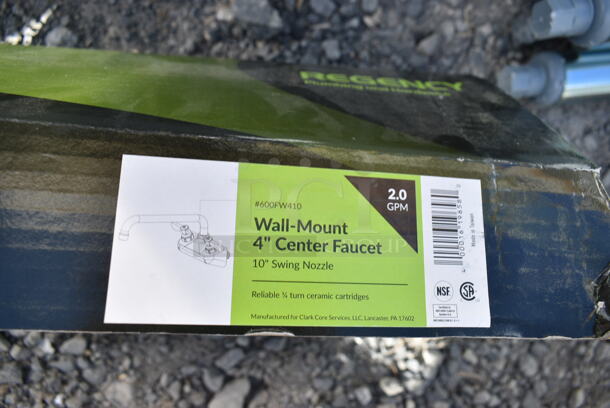 REGENCY
#600FW410
2.0
GPM
Wall-Mount
4" Center Faucet
10" Swing Nozzle
Reliable ¼ turn ceramic cartridges
Manufactured for Clark Core Services, LLC, Lancaster, PA 17602
Made in Taiwan
NSF